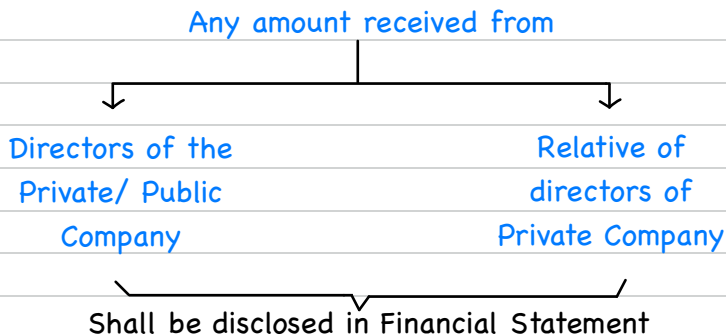 Any amount received from
Directors of the
Private/ Public
Company
Relative of
directors of
Private Company
Shall be disclosed in Financial Statement